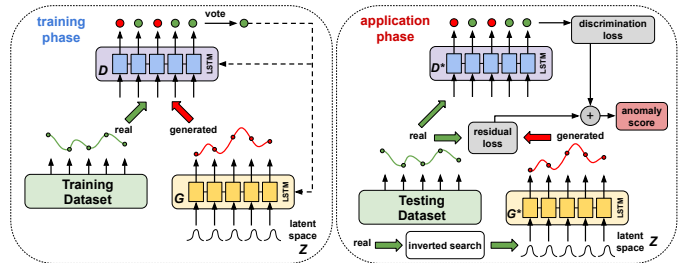 training
phase
vote
D
LSTM
real
generated
Training
Dataset
G
LSTM
latent
space
Z
application
phase
discrimination
loss
D*
LSTM
+
anomaly
score
real
residual
loss
generated
Testing
Dataset
G*
LSTM
real
inverted search
latent
space
Z